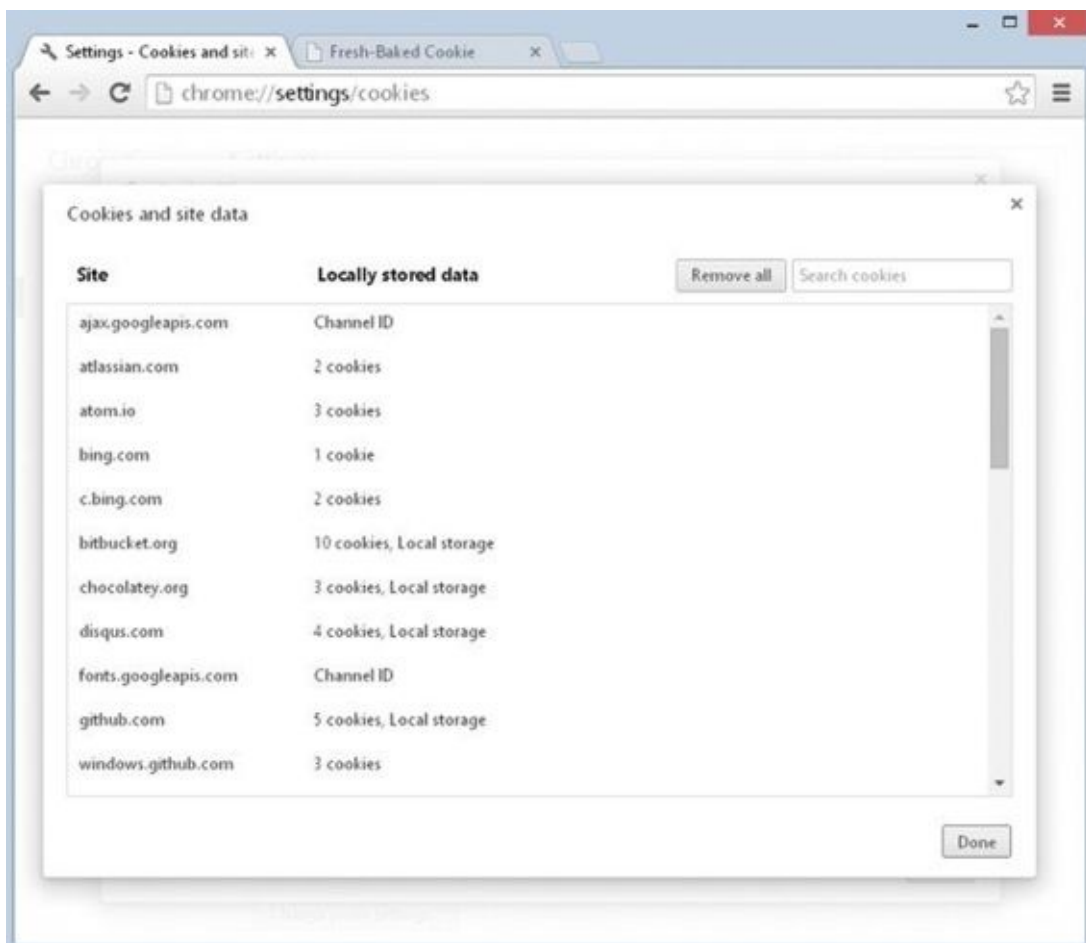 Settings - Cookies and sit
Fresh-Baked Cookie
chrome://settings/cookies
Cookies and site data
Site Locally stored data Remove all Search cookies
ajax.googleapis.com Channel ID
atlassian.com 2 cookies
atom.io 3 cookies
bing.com 1 cookie
c.bing.com 2 cookies
bitbucket.org 10 cookies, Local storage
chocolatey.org 3 cookies, Local storage
disqus.com 4 cookies, Local storage
fonts.googleapis.com Channel ID
github.com 5 cookies, Local storage
windows.github.com 3 cookies
Done